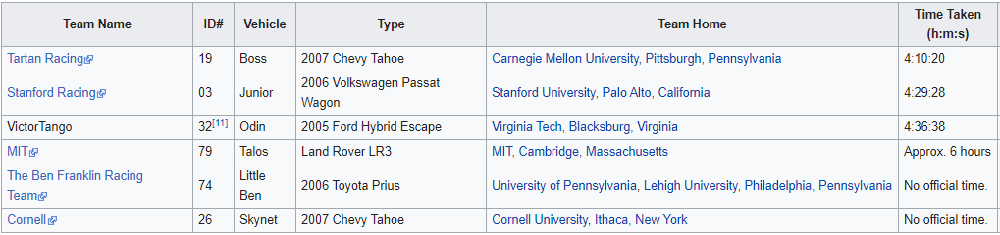 Team Name ID# Vehicle Type Team Home Time Taken
(h:m:s)
Tartan Racing 19 Boss 2007 Chevy Tahoe Carnegie Mellon University, Pittsburgh, Pennsylvania 4:10:20
Stanford Racing 03 Junior 2006 Volkswagen Passat
Wagon Stanford University, Palo Alto, California 4:29:28
VictorTango 32[11] Odin 2005 Ford Hybrid Escape Virginia Tech, Blacksburg, Virginia 4:36:38
MIT 79 Talos Land Rover LR3 MIT, Cambridge, Massachusetts Approx. 6 hours
The Ben Franklin Racing
Team 74 Little
Ben 2006 Toyota Prius University of Pennsylvania, Lehigh University, Philadelphia, Pennsylvania No official time.
Cornell 26 Skynet 2007 Chevy Tahoe Cornell University, Ithaca, New York No official time.